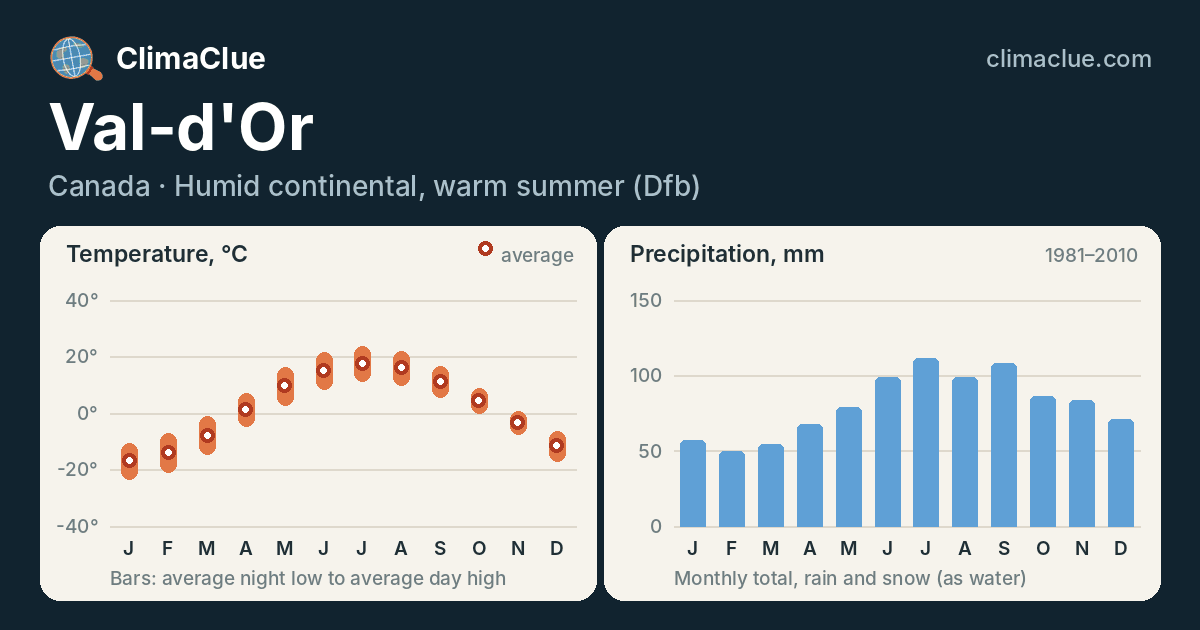 ClimaClue
climaclue.com
Val-d'Or
Canada · Humid continental, warm summer (Dfb)
Temperature, °C
average
40°
20°
0°
-20°
-40°
J F M A M J J A S O N D
Bars: average night low to average day high
Precipitation, mm
1981–2010
150
100
50
0
J F M A M J J A S O N D
Monthly total, rain and snow (as water)